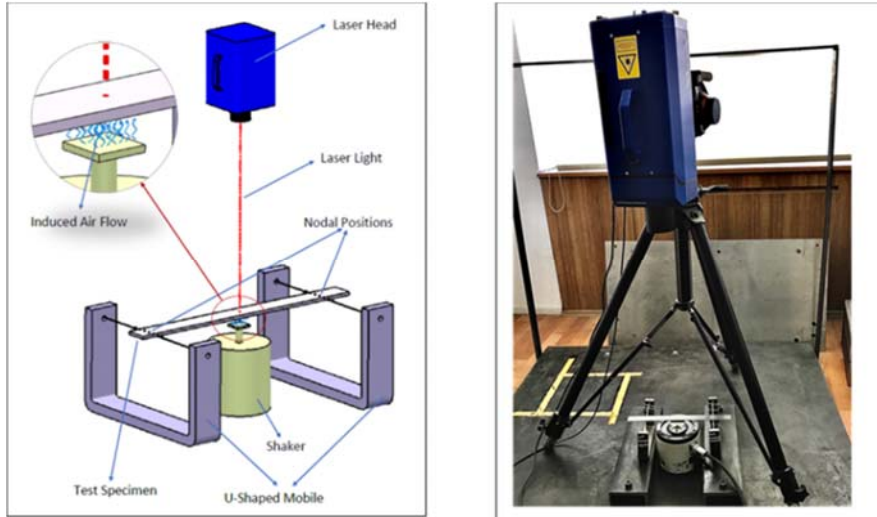 Laser Head
Laser Light
Induced Air Flow
Nodal Positions
Shaker
Test Specimen
U-Shaped Mobile